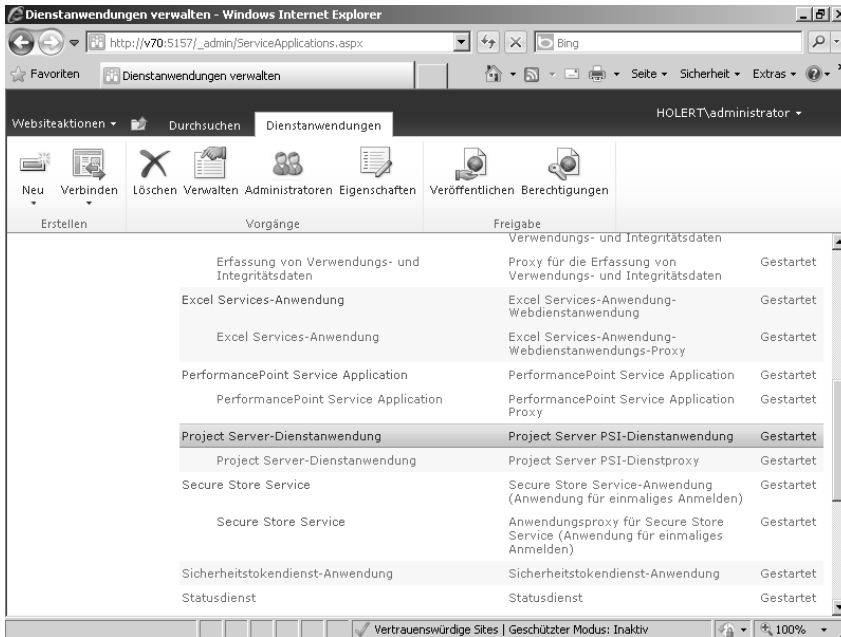 Dienstanwendungen verwalten - Windows Internet Explorer
http://v70:5157/_admin/ServiceApplications.aspx
Bing
Favoriten
Dienstanwendungen verwalten
Seite
Sicherheit
Extras
Websiteaktionen
Durchsuchen
Dienstanwendungen
HOLERT\administrator
Neu
Verbinden
Löschen
Verwalten
Administratoren
Eigenschaften
Veröffentlichen
Berechtigungen
Erstellen
Vorgänge
Freigabe
Verwendungs- und Integritätsdaten
Erfassung von Verwendungs- und
Integritätsdaten
Proxy für die Erfassung von
Verwendungs- und Integritätsdaten
Gestartet
Excel Services-Anwendung
Excel Services-Anwendung-
Webdienstanwendung
Gestartet
Excel Services-Anwendung
Excel Services-Anwendung-
Webdienstanwendungs-Proxy
Gestartet
PerformancePoint Service Application
PerformancePoint Service Application
Gestartet
PerformancePoint Service Application
PerformancePoint Service Application
Proxy
Gestartet
Project Server-Dienstanwendung
Project Server PSI-Dienstanwendung
Gestartet
Project Server-Dienstanwendung
Project Server PSI-Dienstproxy
Gestartet
Secure Store Service
Secure Store Service-Anwendung
(Anwendung für einmaliges Anmelden)
Gestartet
Secure Store Service
Anwendungsproxy für Secure Store
Service (Anwendung für einmaliges
Anmelden)
Gestartet
Sicherheitstokendienst-Anwendung
Sicherheitstokendienst-Anwendung
Gestartet
Statusdienst
Statusdienst
Gestartet
Vertrauenswürdige Sites | Geschützter Modus: Inaktiv
100%